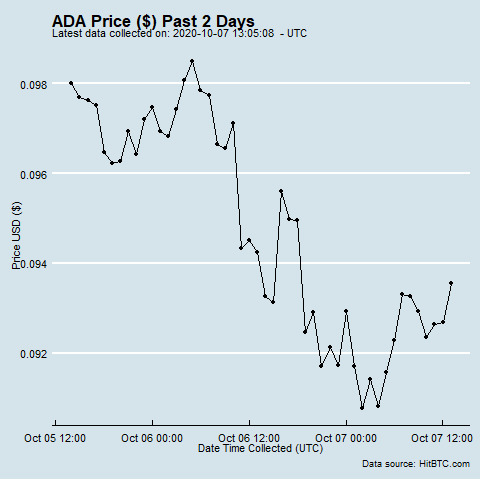 ADA Price ($) Past 2 Days
Latest data collected on: 2020-10-07 13:05:08 - UTC
0.098
0.096
0.094
0.092
Price USD ($)
Oct 05 12:00 Oct 06 00:00 Oct 06 12:00 Oct 07 00:00 Oct 07 12:00
Date Time Collected (UTC)
Data source: HitBTC.com